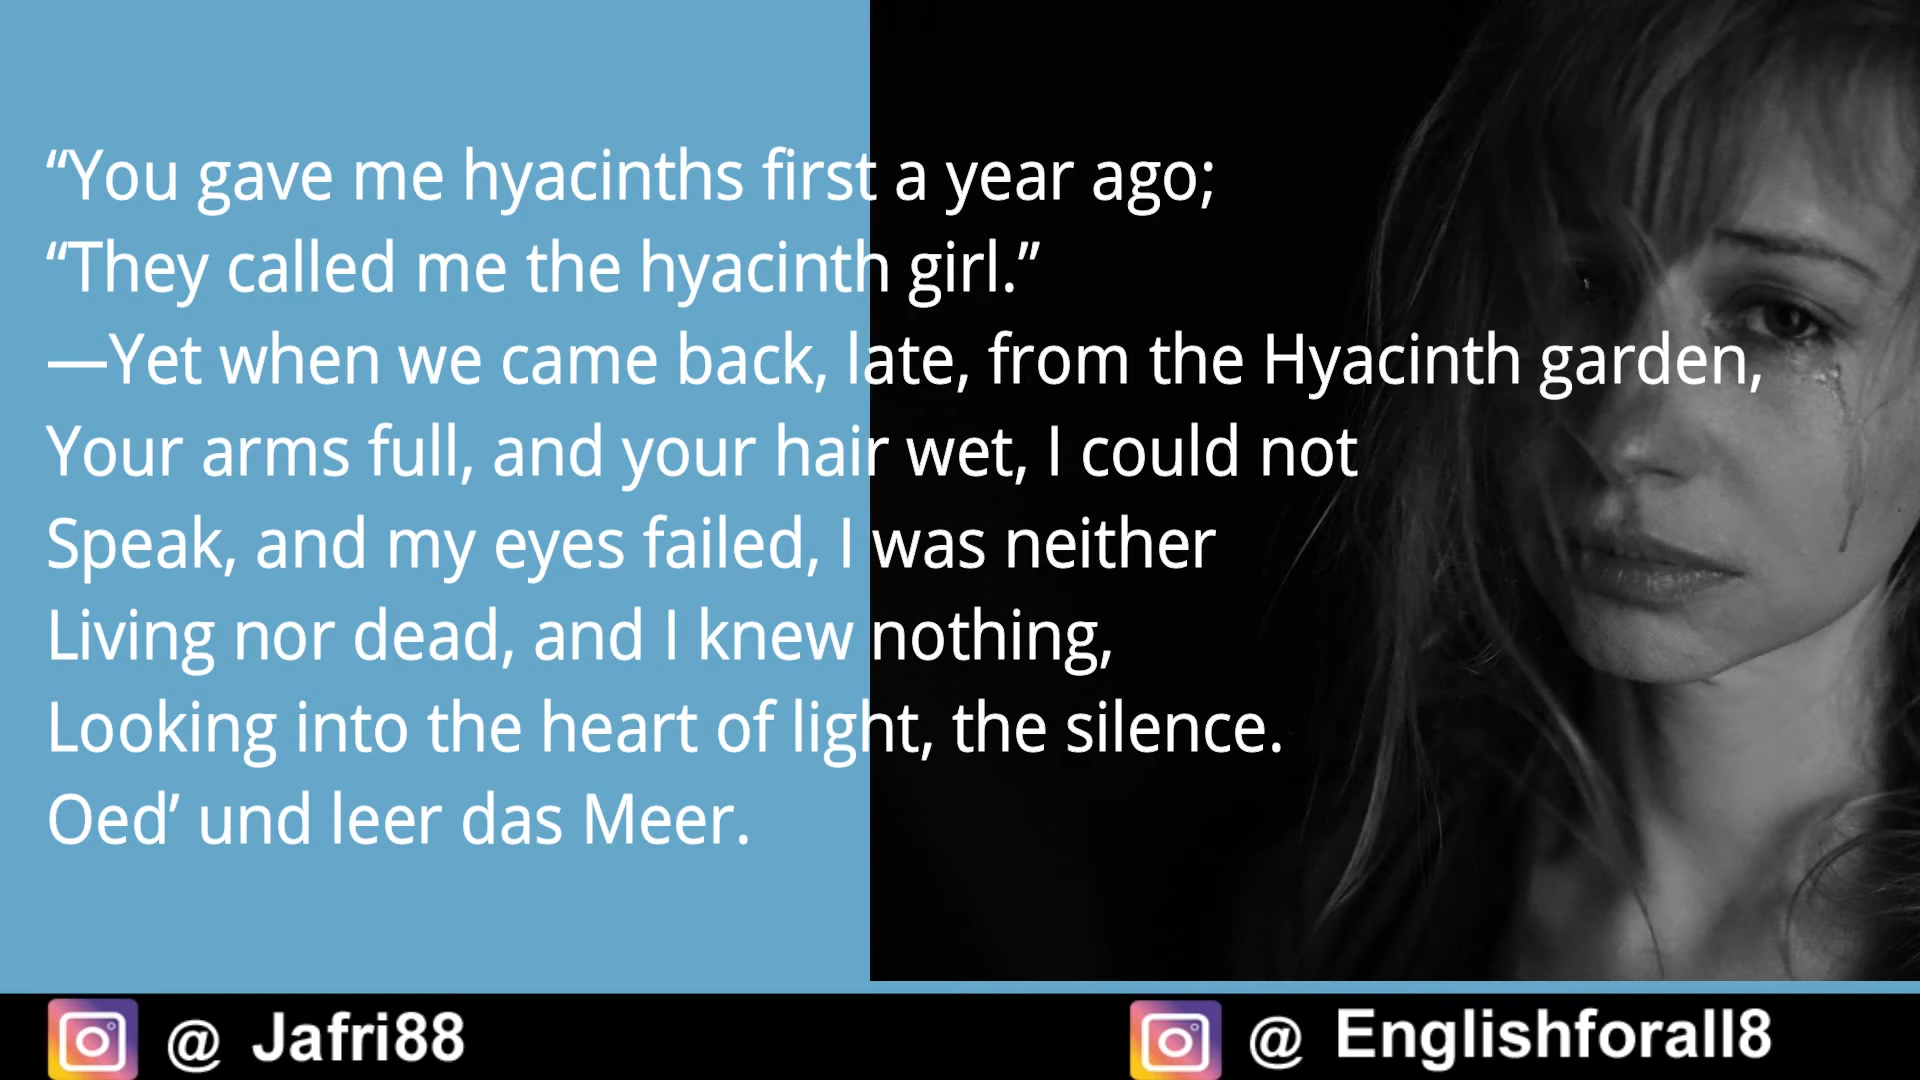 “You gave me hyacinths first a year ago;
“They called me the hyacinth girl.”
—Yet when we came back, late, from the Hyacinth garden,
Your arms full, and your hair wet, I could not
Speak, and my eyes failed, I was neither
Living nor dead, and I knew nothing,
Looking into the heart of light, the silence.
Oed’ und leer das Meer.
@ Jafri88
@ Englishforall8